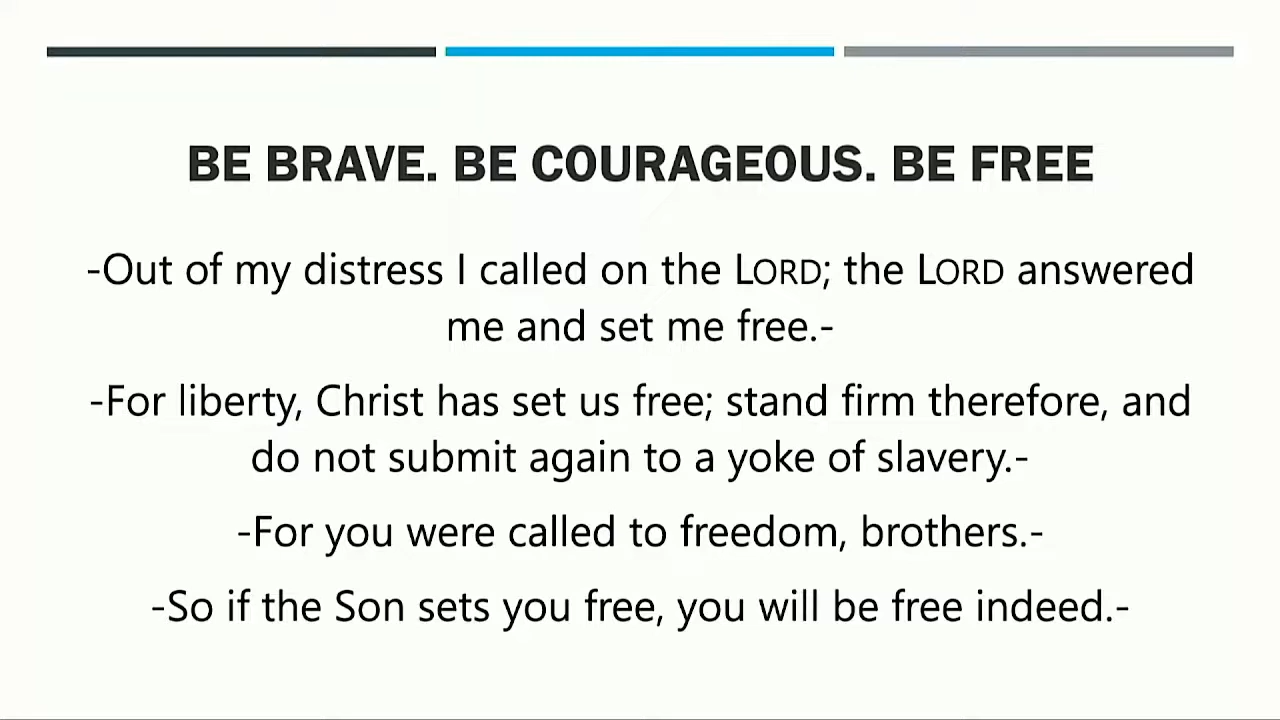 BE BRAVE. BE COURAGEOUS. BE FREE
-Out of my distress I called on the LORD; the LORD answered
me and set me free.-
-For liberty, Christ has set us free; stand firm therefore, and
do not submit again to a yoke of slavery.-
-For you were called to freedom, brothers.-
-So if the Son sets you free, you will be free indeed.-